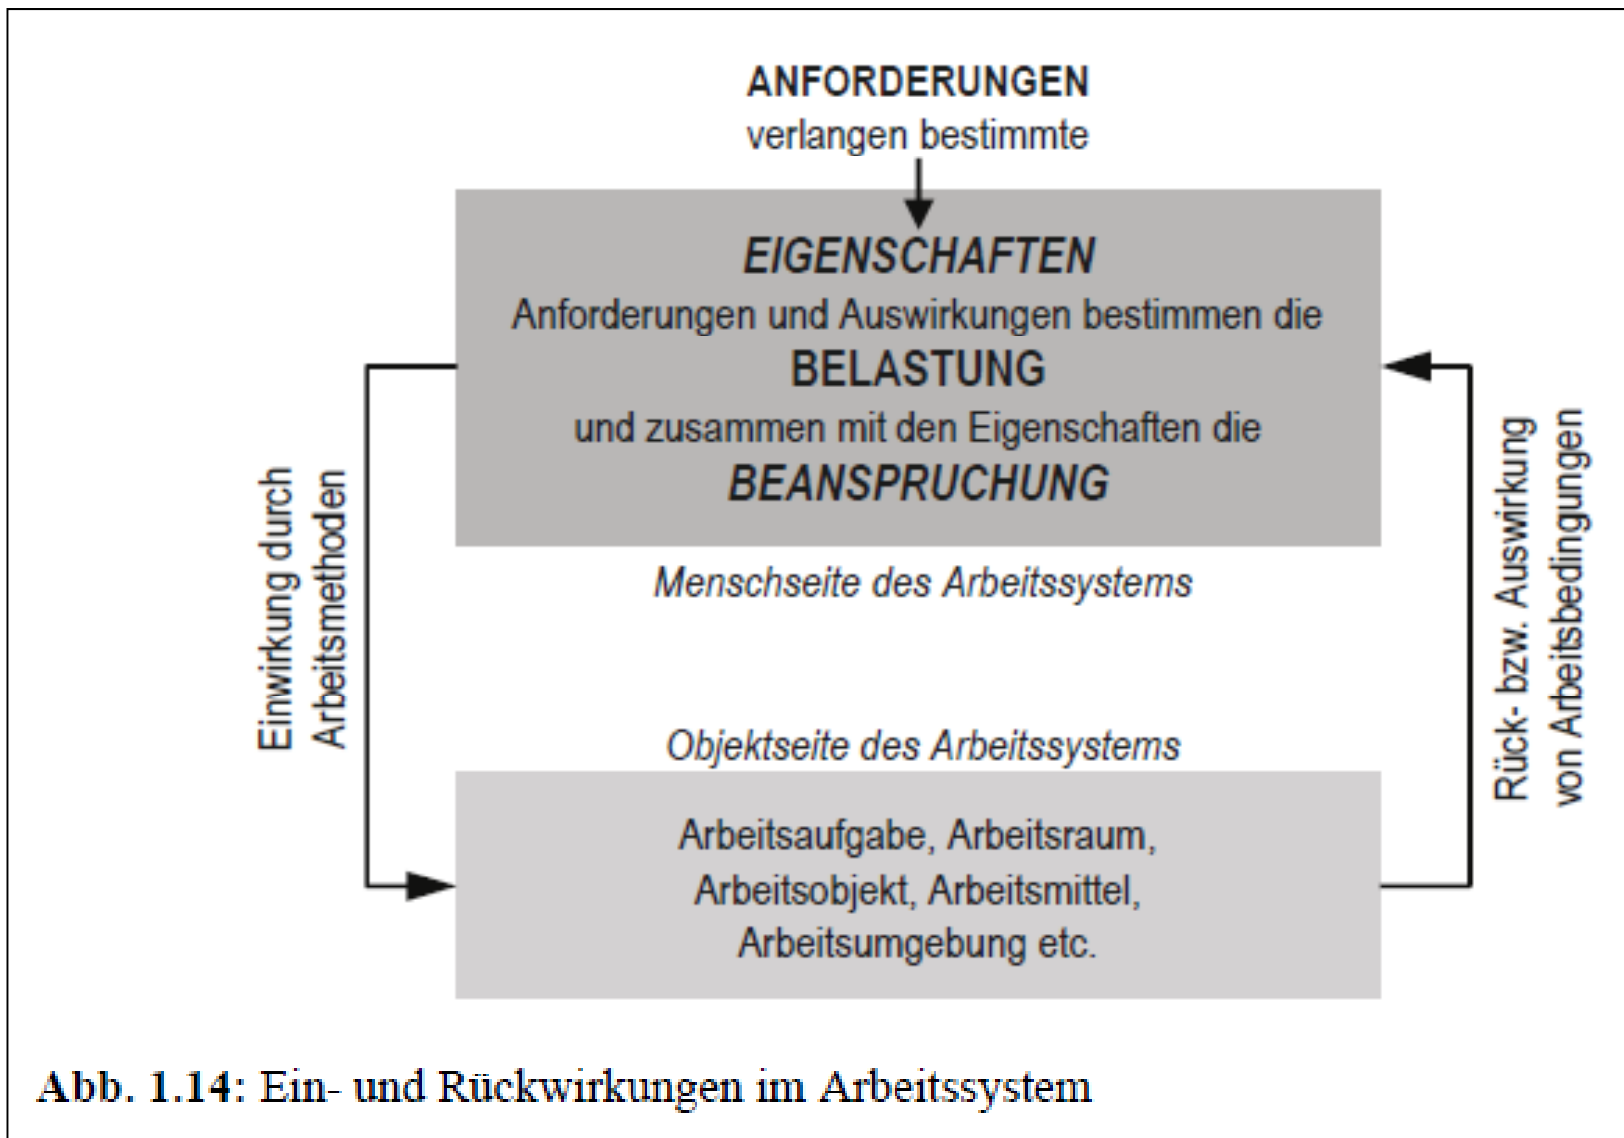 ANFORDERUNGEN
verlangen bestimmte
EIGENSCHAFTEN
Anforderungen und Auswirkungen bestimmen die
BELASTUNG
und zusammen mit den Eigenschaften die
BEANSPRUCHUNG
Menschseite des Arbeitssystems
Einwirkung durch
Arbeitsmethoden
Rück- bzw. Auswirkung
von Arbeitsbedingungen
Objektseite des Arbeitssystems
Arbeitsaufgabe, Arbeitsraum,
Arbeitsobjekt, Arbeitsmittel,
Arbeitsumgebung etc.
Abb. 1.14: Ein- und Rückwirkungen im Arbeitssystem